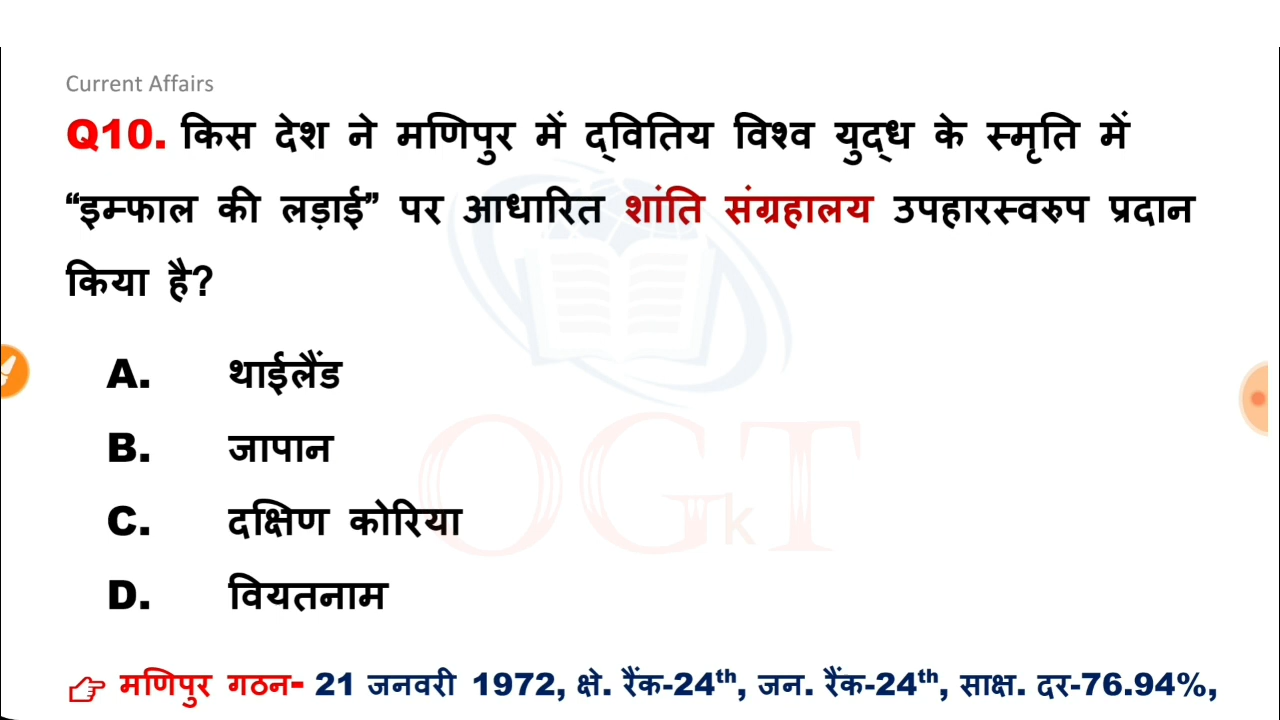 Current Affairs
Q10. किस देश ने मणिपुर में द्वितिय विश्व युद्ध के स्मृति में
“इम्फाल की लड़ाई” पर आधारित शांति संग्रहालय उपहारस्वरुप प्रदान
किया है?
A. थाईलैंड
B. जापान
C. दक्षिण कोरिया
D. वियतनाम
OGkT
मणिपुर गठन- 21 जनवरी 1972, क्षे. रैंक-24th, जन. रैंक-24th, साक्ष. दर-76.94%,